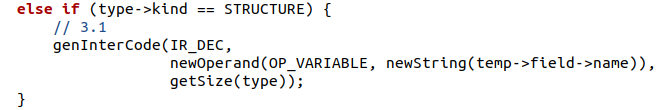 else if (type->kind == STRUCTURE) {
// 3.1
genInterCode(IR_DEC,
newOperand(OP_VARIABLE, newString(temp->field->name)),
getSize(type));
}